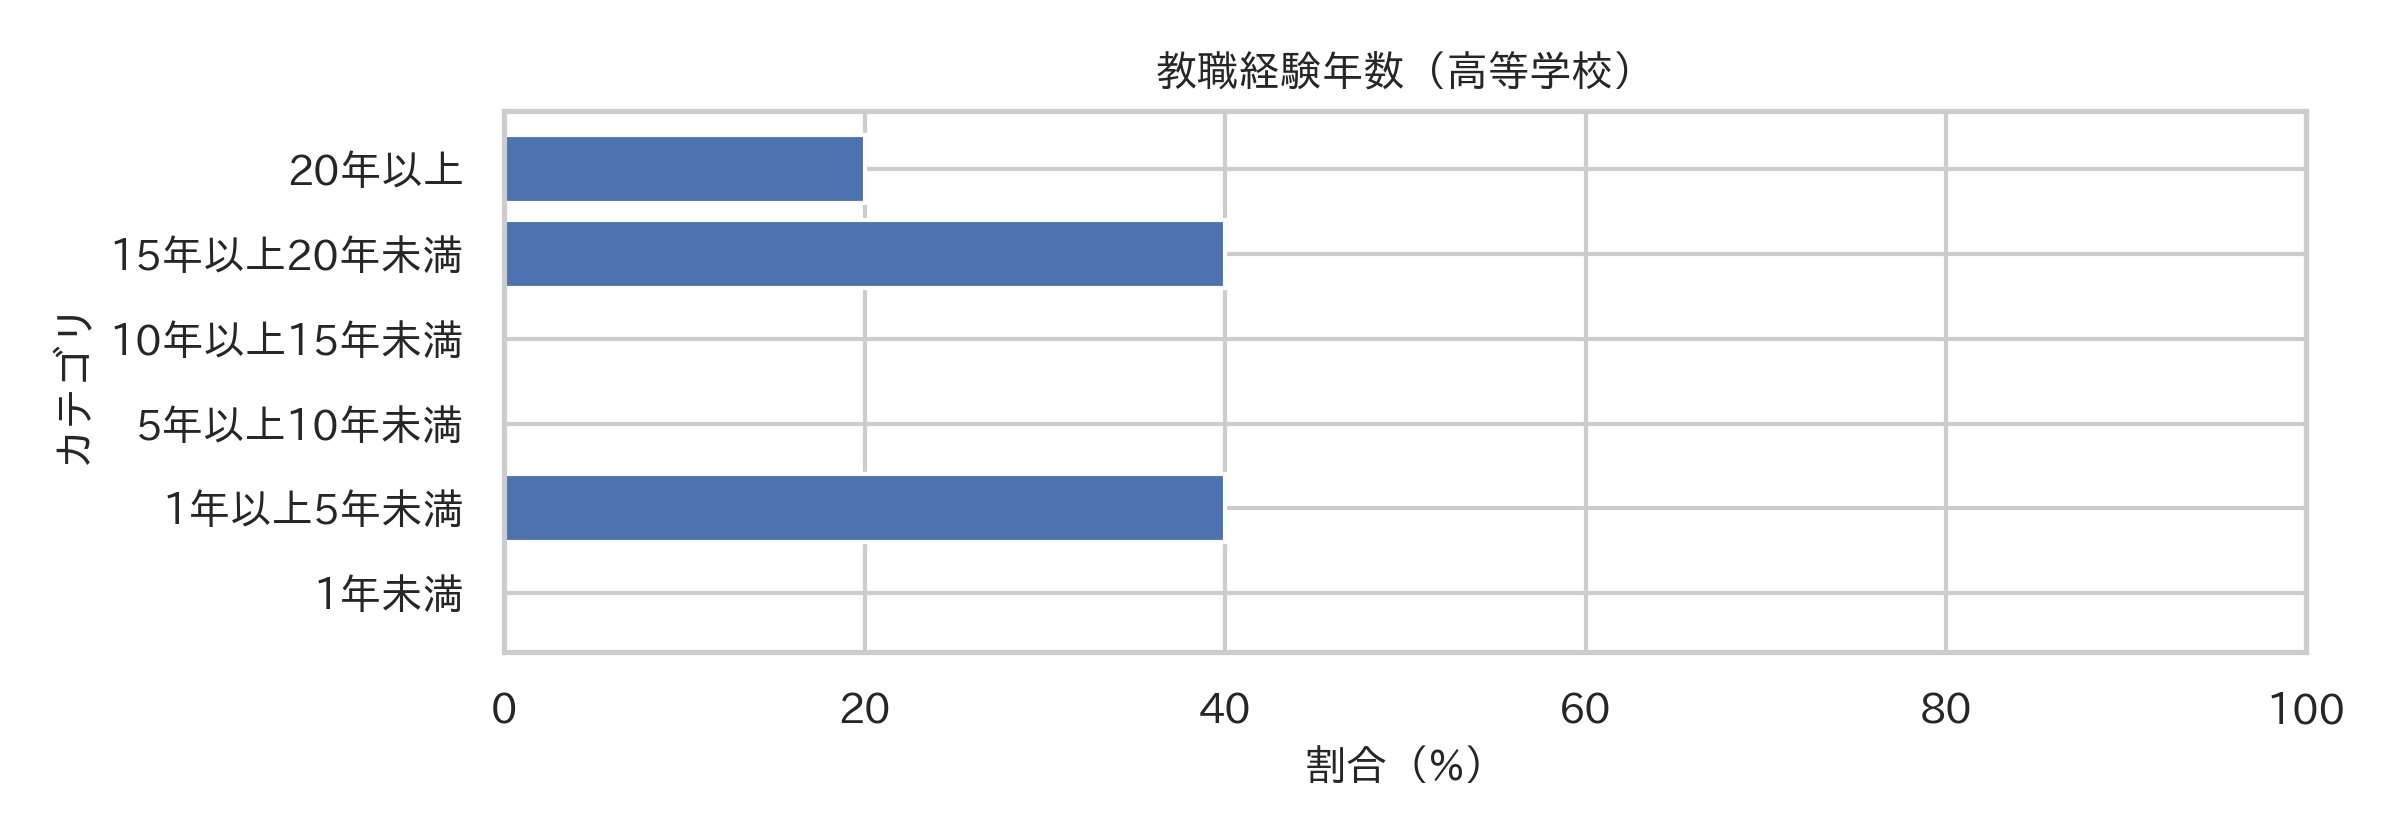 教職経験年数（高等学校）
20年以上
15年以上20年未満
10年以上15年未満
5年以上10年未満
1年以上5年未満
1年未満
カテゴリ
0 20 40 60 80 100
割合（%）